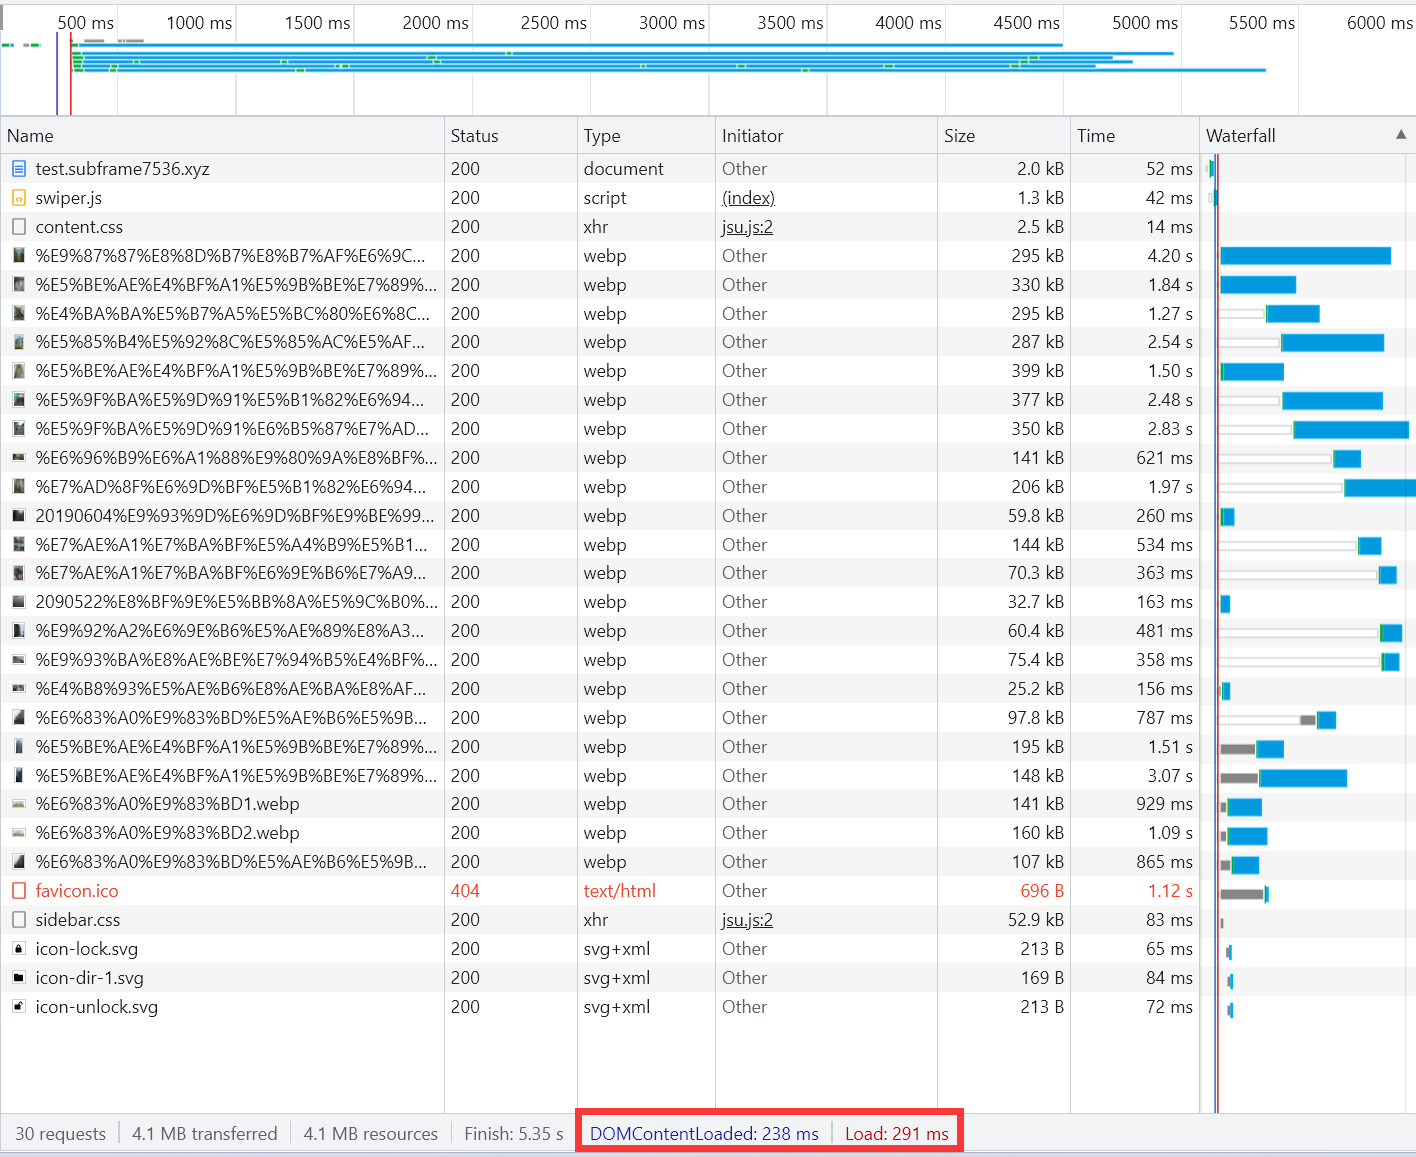 500 ms 1000 ms 1500 ms 2000 ms 2500 ms 3000 ms 3500 ms 4000 ms 4500 ms 5000 ms 5500 ms 6000 ms
Name Status Type Initiator Size Time Waterfall
test.subframe7536.xyz 200 document Other 2.0 kB 52 ms
swiper.js 200 script (index) 1.3 kB 42 ms
content.css 200 xhr jsu.js:2 2.5 kB 14 ms
%E9%87%87%E8%8D%B7%E8%B7%AF%E6%9C... 200 webp Other 295 kB 4.20 s
%E5%BE%AE%E4%BF%A1%E5%9B%BE%E7%89%... 200 webp Other 330 kB 1.84 s
%E4%BA%BA%E5%B7%A5%E5%BC%80%E6%8C... 200 webp Other 295 kB 1.27 s
%E5%85%B4%E5%92%8C%E5%85%AC%E5%AF... 200 webp Other 287 kB 2.54 s
%E5%BE%AE%E4%BF%A1%E5%9B%BE%E7%89%... 200 webp Other 399 kB 1.50 s
%E5%9F%BA%E5%9D%91%E5%B1%82%E6%94... 200 webp Other 377 kB 2.48 s
%E5%9F%BA%E5%9D%91%E6%B5%87%E7%AD... 200 webp Other 350 kB 2.83 s
%E6%96%B9%E6%A1%88%E9%80%9A%E8%BF%... 200 webp Other 141 kB 621 ms
%E7%AD%8F%E6%9D%BF%E5%B1%82%E6%94... 200 webp Other 206 kB 1.97 s
20190604%E9%93%9D%E6%9D%BF%E9%BE%99... 200 webp Other 59.8 kB 260 ms
%E7%AE%A1%E7%BA%BF%E5%A4%B9%E5%B1... 200 webp Other 144 kB 534 ms
%E7%AE%A1%E7%BA%BF%E6%9E%B6%E7%A9... 200 webp Other 70.3 kB 363 ms
2090522%E8%BF%9E%E5%BB%8A%E5%9C%B0%... 200 webp Other 32.7 kB 163 ms
%E9%92%A2%E6%9E%B6%E5%AE%89%E8%A3... 200 webp Other 60.4 kB 481 ms
%E9%93%BA%E8%AE%BE%E7%94%B5%E4%BF%... 200 webp Other 75.4 kB 358 ms
%E4%B8%93%E5%AE%B6%E8%AE%BA%E8%AF... 200 webp Other 25.2 kB 156 ms
%E6%83%A0%E9%83%BD%E5%AE%B6%E5%9B... 200 webp Other 97.8 kB 787 ms
%E5%BE%AE%E4%BF%A1%E5%9B%BE%E7%89%... 200 webp Other 195 kB 1.51 s
%E5%BE%AE%E4%BF%A1%E5%9B%BE%E7%89%... 200 webp Other 148 kB 3.07 s
%E6%83%A0%E9%83%BD1.webp 200 webp Other 141 kB 929 ms
%E6%83%A0%E9%83%BD2.webp 200 webp Other 160 kB 1.09 s
%E6%83%A0%E9%83%BD%E5%AE%B6%E5%9B... 200 webp Other 107 kB 865 ms
favicon.ico 404 text/html Other 696 B 1.12 s
sidebar.css 200 xhr jsu.js:2 52.9 kB 83 ms
icon-lock.svg 200 svg+xml Other 213 B 65 ms
icon-dir-1.svg 200 svg+xml Other 169 B 84 ms
icon-unlock.svg 200 svg+xml Other 213 B 72 ms
30 requests 4.1 MB transferred 4.1 MB resources Finish: 5.35 s DOMContentLoaded: 238 ms Load: 291 ms